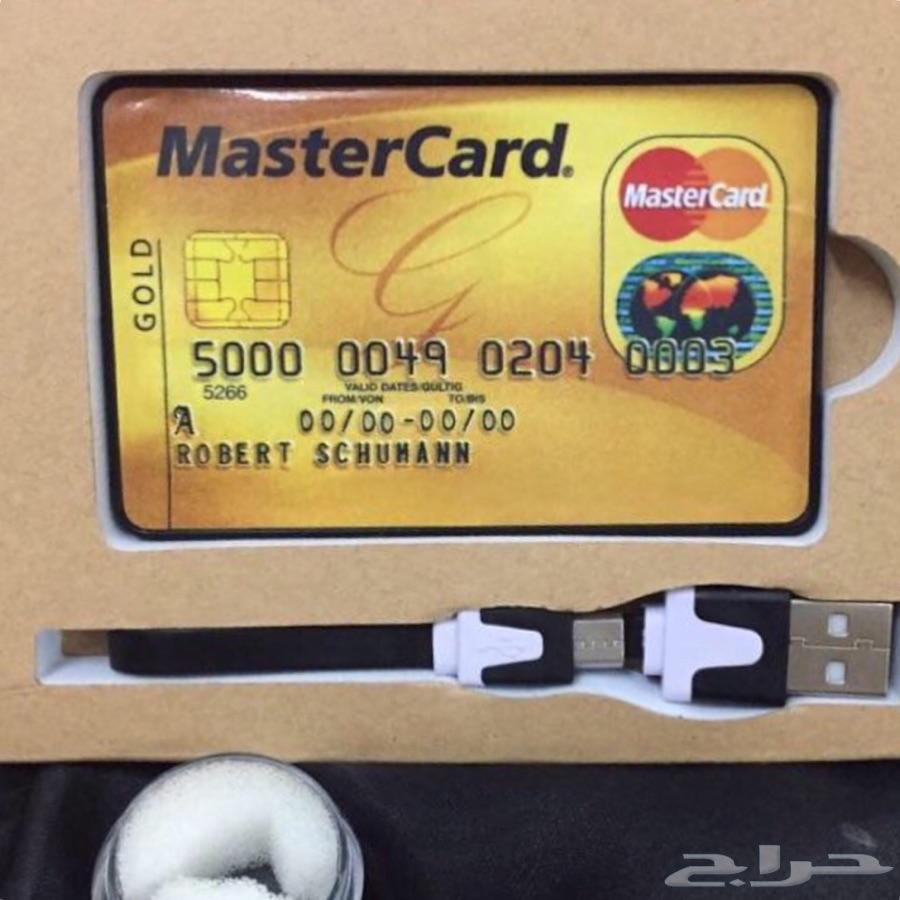 MasterCard®
MasterCard
GOLD
5000 0049 0204 0003
5266
VALID DATES/GÜLTIG
FROM/VON TO/BIS
A 00/00-00/00
ROBERT SCHUMANN
حراج